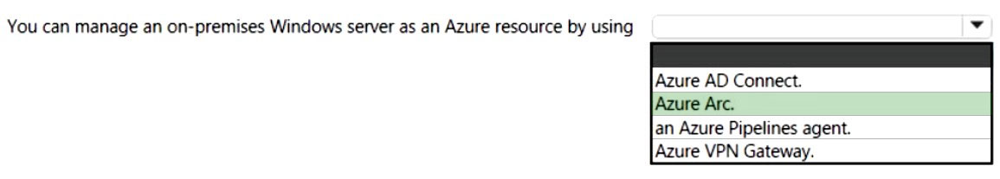 You can manage an on-premises Windows server as an Azure resource by using
Azure AD Connect.
Azure Arc.
an Azure Pipelines agent.
Azure VPN Gateway.